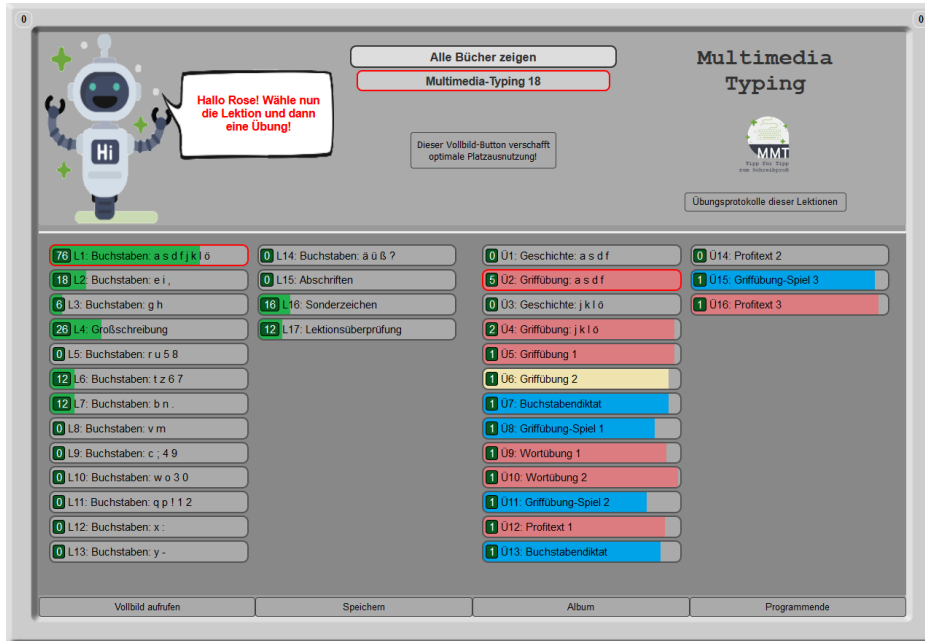 0
0
Alle Bücher zeigen
Multimedia-Typing 18
Multimedia
Typing
Hallo Rose! Wähle nun
die Lektion und dann
eine Übung!
Hi
Dieser Vollbild-Button verschafft
optimale Platzausnutzung!
MMT
Tipp für Tipp
zum Schreibprofi
Übungsprotokolle dieser Lektionen
76 L1: Buchstaben: a s d f j k l ö
18 L2: Buchstaben: e i ,
6 L3: Buchstaben: g h
26 L4: Großschreibung
0 L5: Buchstaben: r u 5 8
12 L6: Buchstaben: t z 6 7
12 L7: Buchstaben: b n .
0 L8: Buchstaben: v m
0 L9: Buchstaben: c ; 4 9
0 L10: Buchstaben: w o 3 0
0 L11: Buchstaben: q p ! 1 2
0 L12: Buchstaben: x :
0 L13: Buchstaben: y -
0 L14: Buchstaben: ä ü ß ?
0 L15: Abschriften
16 L16: Sonderzeichen
12 L17: Lektionsüberprüfung
0 Ü1: Geschichte: a s d f
5 Ü2: Griffübung: a s d f
0 Ü3: Geschichte: j k l ö
2 Ü4: Griffübung: j k l ö
1 Ü5: Griffübung 1
1 Ü6: Griffübung 2
1 Ü7: Buchstabendiktat
1 Ü8: Griffübung-Spiel 1
1 Ü9: Wortübung 1
1 Ü10: Wortübung 2
1 Ü11: Griffübung-Spiel 2
1 Ü12: Profitext 1
1 Ü13: Buchstabendiktat
0 Ü14: Profitext 2
1 Ü15: Griffübung-Spiel 3
1 Ü16: Profitext 3
Vollbild aufrufen
Speichern
Album
Programmende